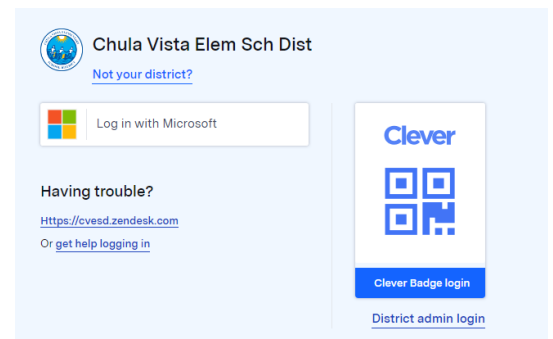 Chula Vista Elem Sch Dist
Not your district?
Log in with Microsoft
Having trouble?
Https://cvesd.zendesk.com
Or get help logging in
Clever
Clever Badge login
District admin login